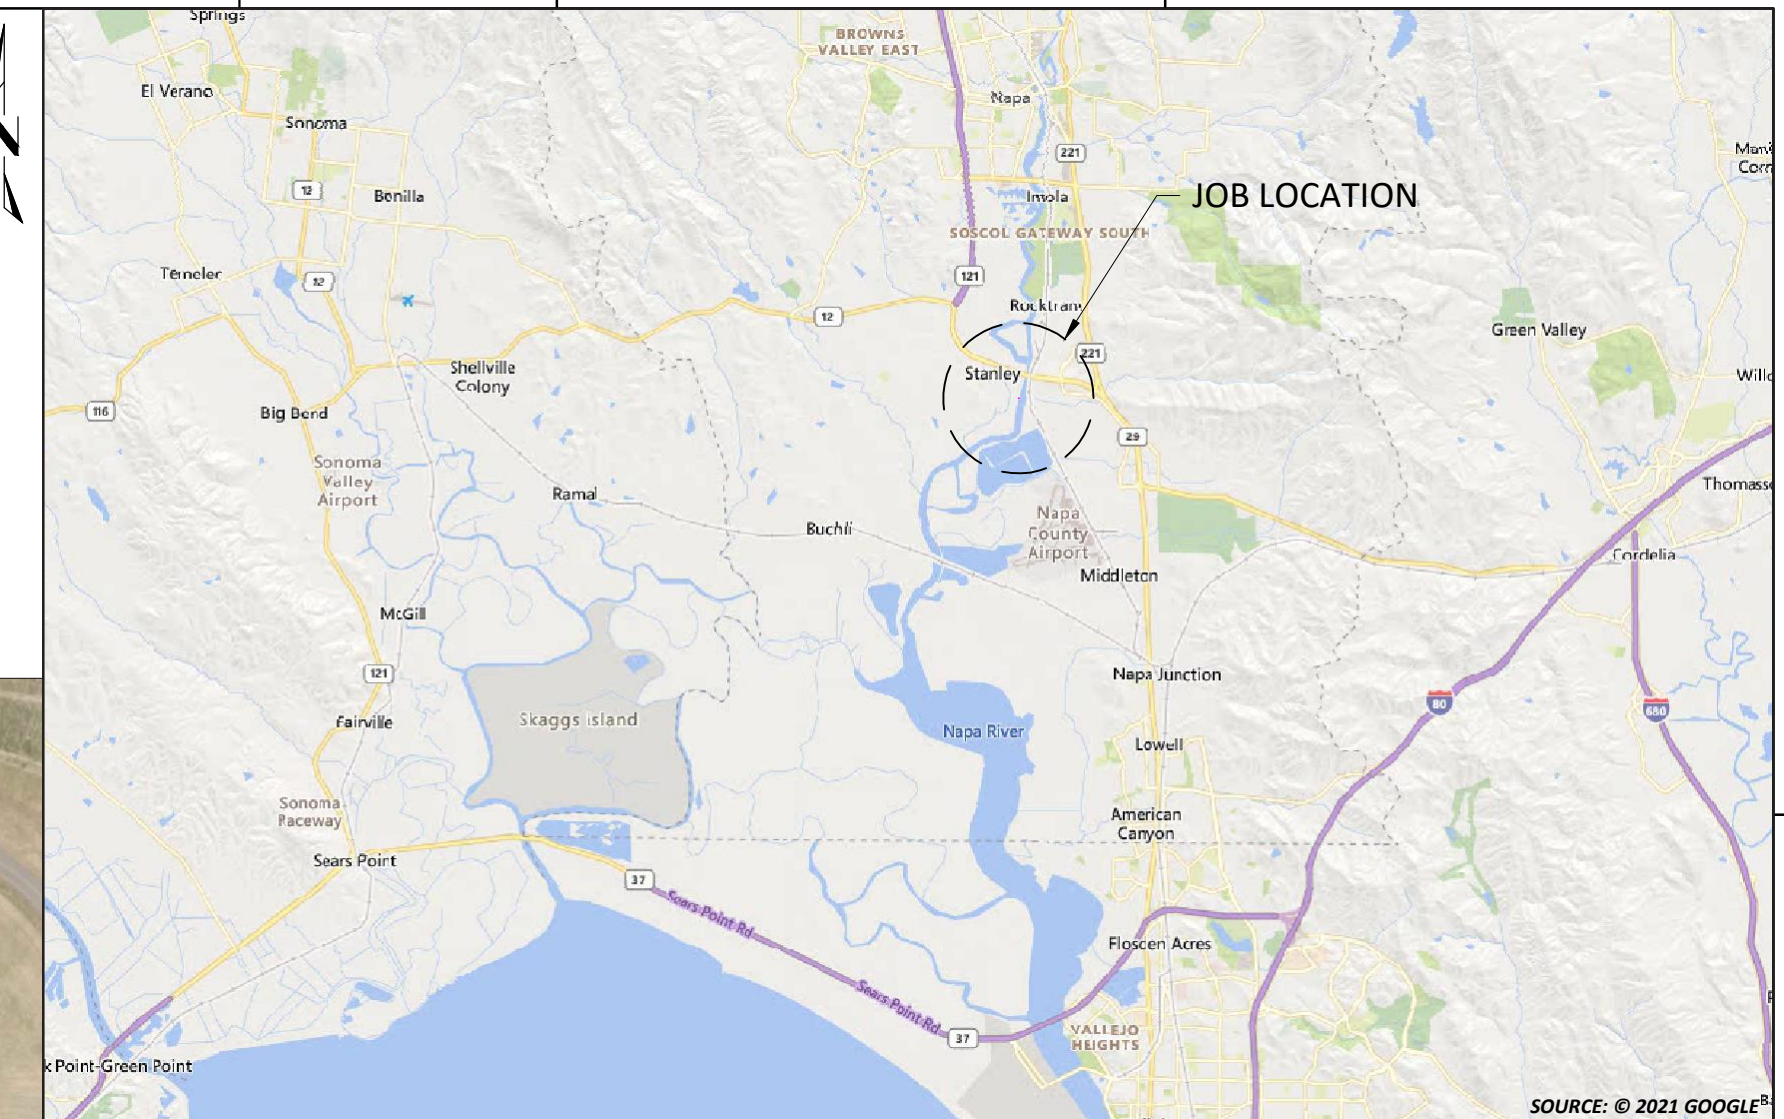 Springs
BROWNS
VALLEY EAST
El Verano
Napa
Sonoma
221
12
Bonilla
Imola
JOB LOCATION
SOSCOL GATEWAY SOUTH
Temelec
12
121
Rocktram
12
Green Valley
221
Stanley
Shellville
Colony
116
Big Bend
29
Sonoma
Valley
Airport
Ramal
Napa
County
Airport
Buchli
Thomass
Cordelia
Middleton
McGill
121
Napa Junction
80
680
Skaggs Island
Fairville
Napa River
Lowell
Sonoma
Raceway
American
Canyon
Sears Point
37
Sears Point Rd
Flosden Acres
Sears Point Rd
37
VALLEJO
HEIGHTS
k Point-Green Point
SOURCE: © 2021 GOOGLE
N